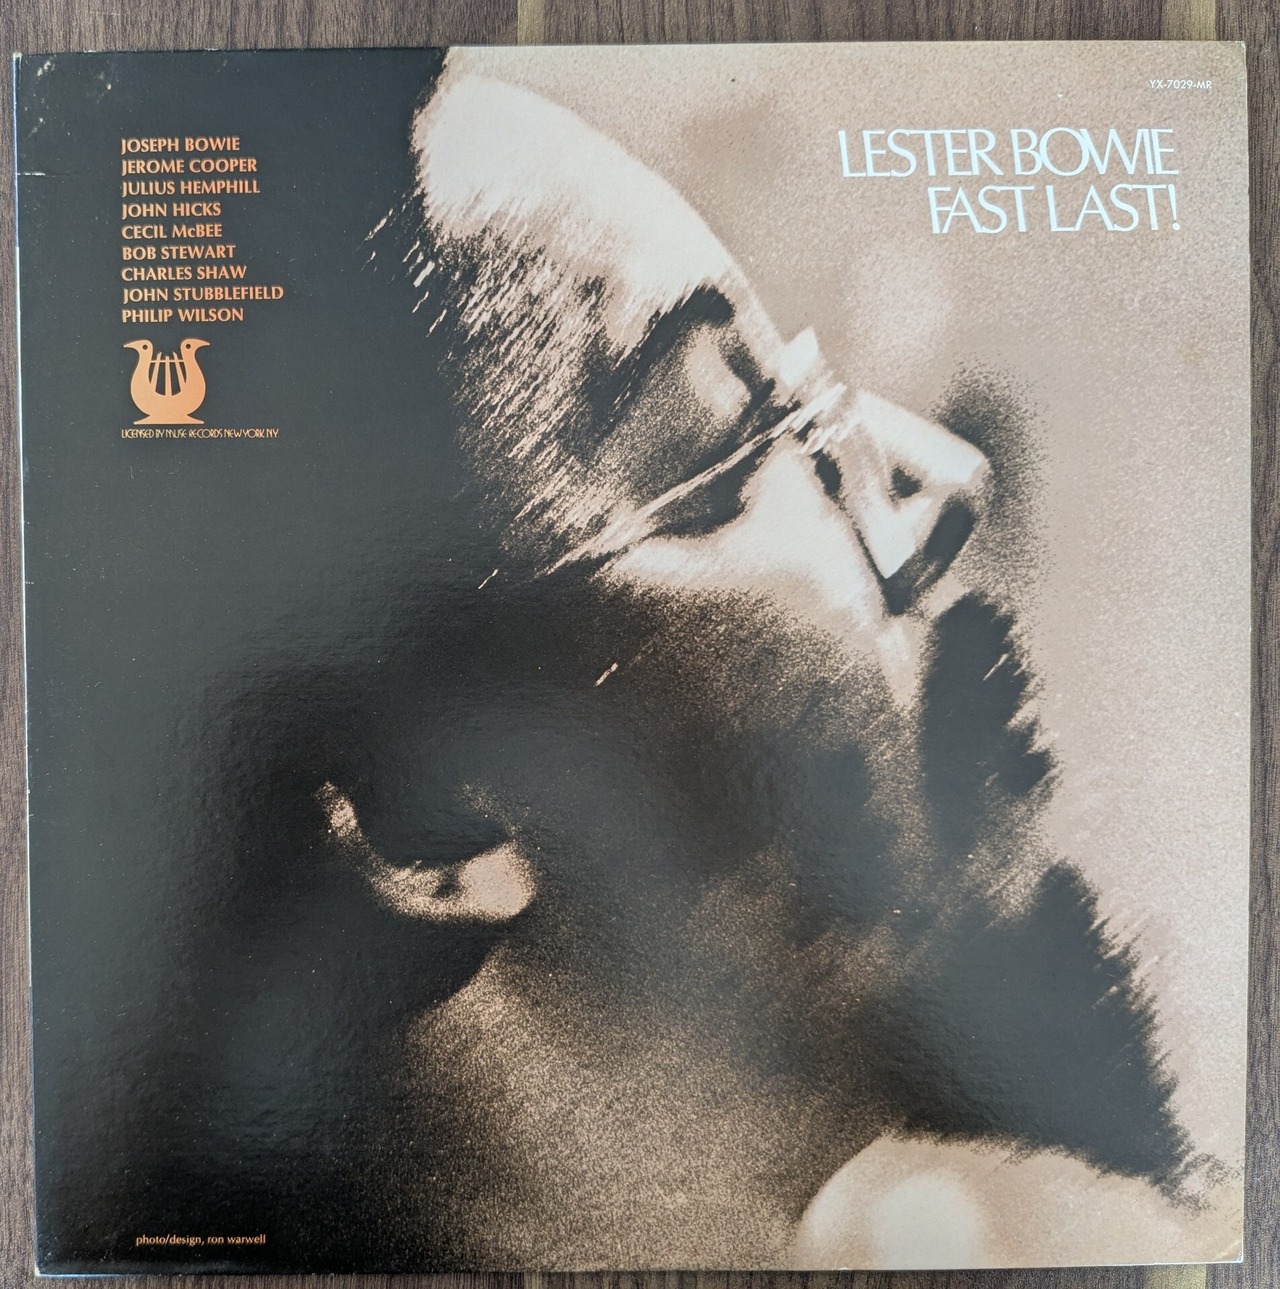 YX-7029-MR
LESTER BOWIE
FAST LAST!
JOSEPH BOWIE
JEROME COOPER
JULIUS HEMPHILL
JOHN HICKS
CECIL McBEE
BOB STEWART
CHARLES SHAW
JOHN STUBBLEFIELD
PHILIP WILSON
LICENSED BY MUSE RECORDS NEW YORK NY
photo/design, ron warwell